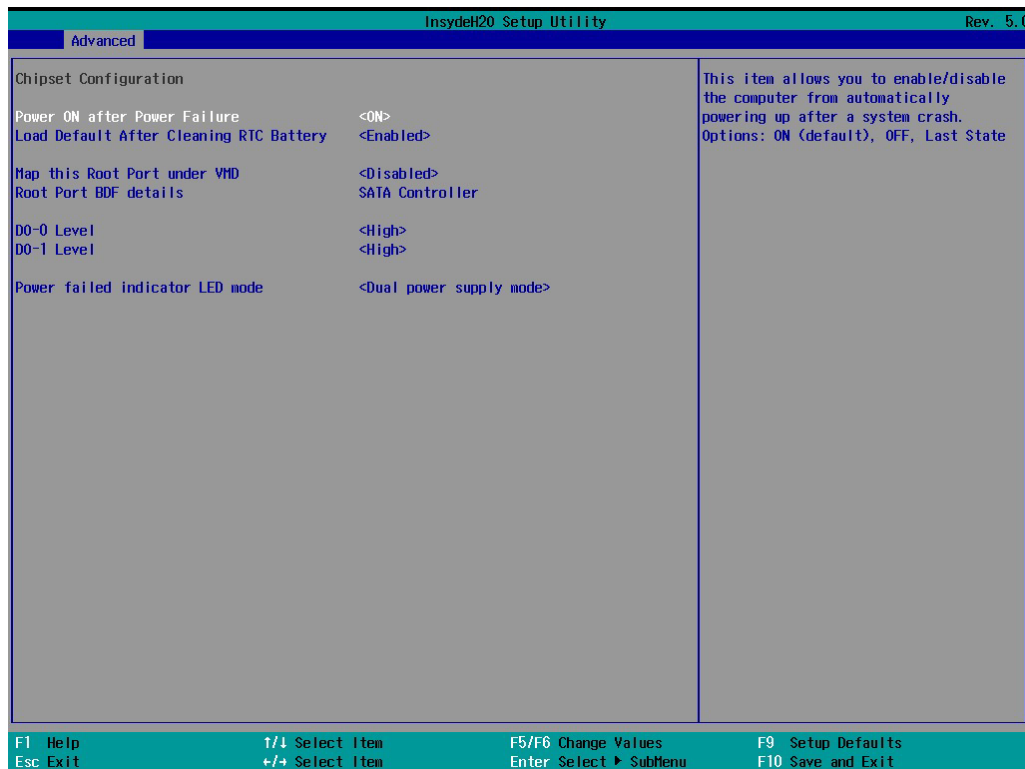 InsydeH20 Setup Utility Rev. 5.0
Advanced
Chipset Configuration
Power ON after Power Failure <ON>
Load Default After Cleaning RTC Battery <Enabled>
Map this Root Port under VMD <Disabled>
Root Port BDF details SATA Controller
DO-0 Level <High>
DO-1 Level <High>
Power failed indicator LED mode <Dual power supply mode>
This item allows you to enable/disable
the computer from automatically
powering up after a system crash.
Options: ON (default), OFF, Last State
F1 Help ↑/↓ Select Item F5/F6 Change Values F9 Setup Defaults
Esc Exit ←/→ Select Item Enter Select ▶ SubMenu F10 Save and Exit